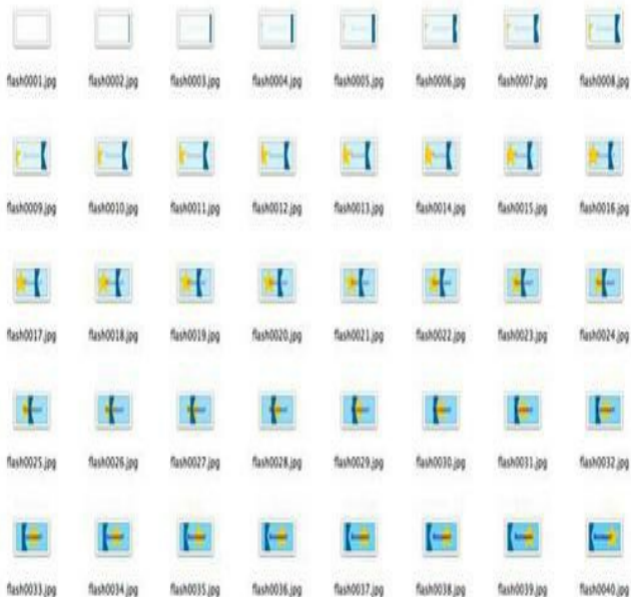 flash0001.jpg flash0002.jpg flash0003.jpg flash0004.jpg flash0005.jpg flash0006.jpg flash0007.jpg flash0008.jpg
flash0009.jpg flash0010.jpg flash0011.jpg flash0012.jpg flash0013.jpg flash0014.jpg flash0015.jpg flash0016.jpg
flash0017.jpg flash0018.jpg flash0019.jpg flash0020.jpg flash0021.jpg flash0022.jpg flash0023.jpg flash0024.jpg
flash0025.jpg flash0026.jpg flash0027.jpg flash0028.jpg flash0029.jpg flash0030.jpg flash0031.jpg flash0032.jpg
flash0033.jpg flash0034.jpg flash0035.jpg flash0036.jpg flash0037.jpg flash0038.jpg flash0039.jpg flash0040.jpg